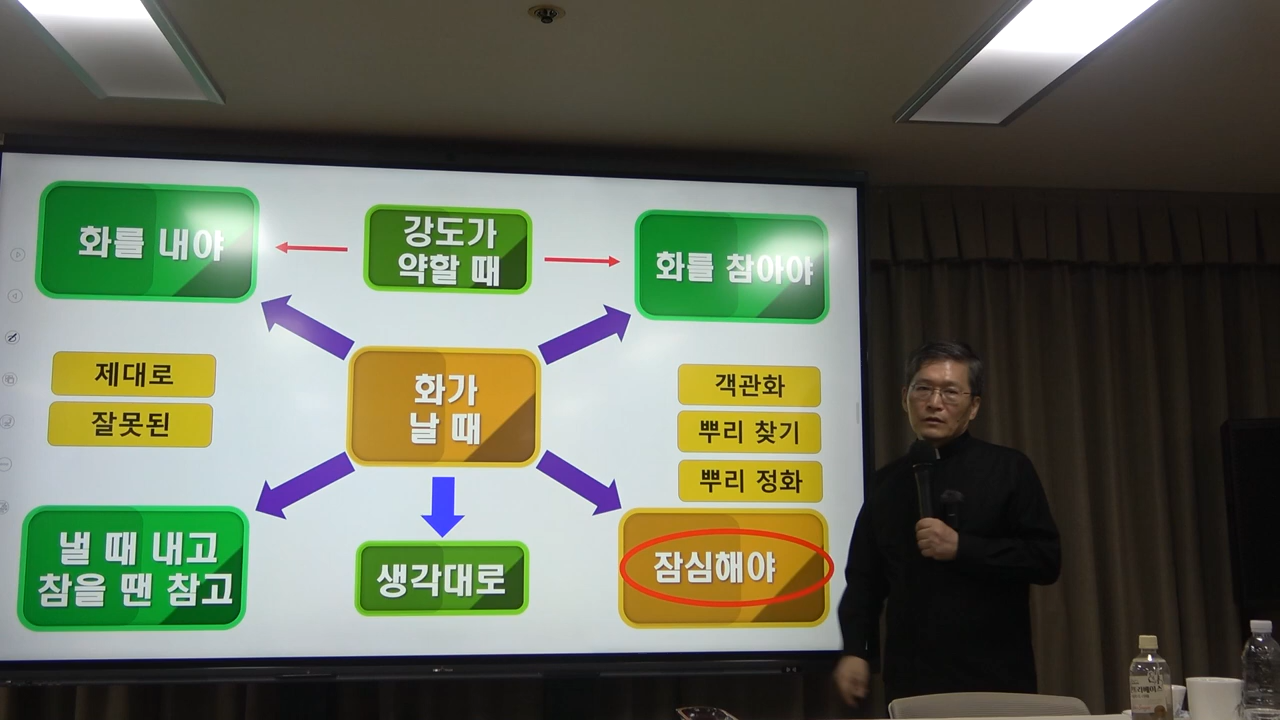 화를 내야
강도가
약할 때
화를 참아야
제대로
잘못된
화가
날 때
객관화
뿌리 찾기
뿌리 정화
낼 때 내고
참을 땐 참고
생각대로
잠심해야